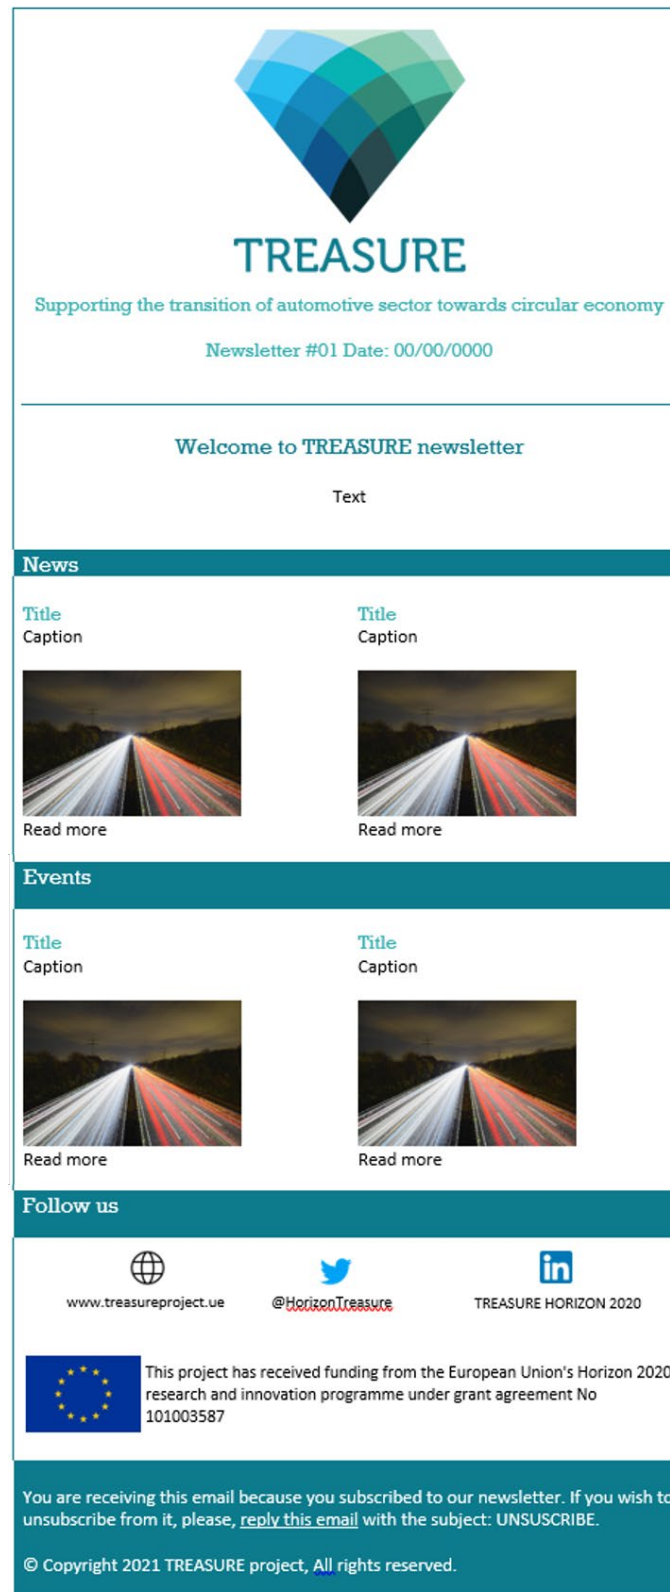 TREASURE
Supporting the transition of automotive sector towards circular economy
Newsletter #01 Date: 00/00/0000
Welcome to TREASURE newsletter
Text
News
Title
Caption
Read more
Title
Caption
Read more
Events
Title
Caption
Read more
Title
Caption
Read more
Follow us
www.treasureproject.ue
@HorizonTreasure
in
TREASURE HORIZON 2020
This project has received funding from the European Union's Horizon 2020
research and innovation programme under grant agreement No
101003587
You are receiving this email because you subscribed to our newsletter. If you wish to
unsubscribe from it, please, reply this email with the subject: UNSUSCRIBE.
© Copyright 2021 TREASURE project, All rights reserved.